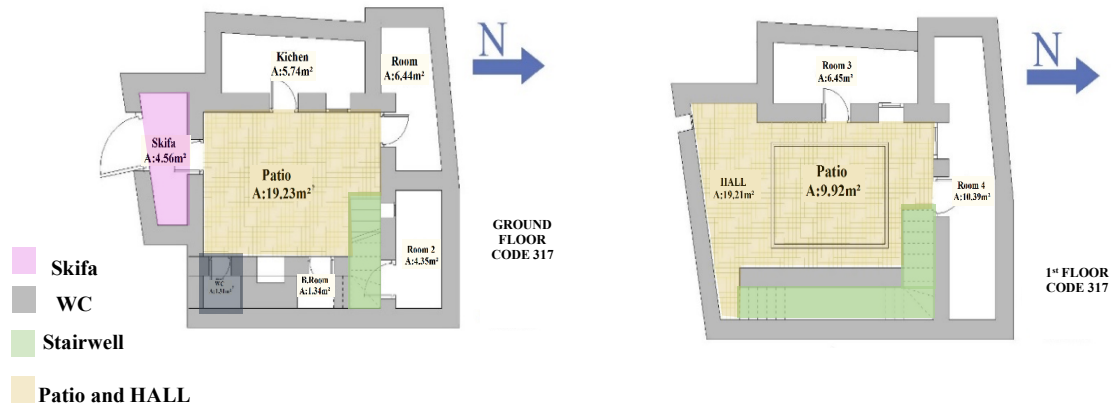 Kichen
A:5.74m²
Room
A:6,44m²
N
Skifa
A:4.56m²
Patio
A:19,23m²
Room 2
A:4.35m²
WC
B.Room
A:1.34m²
GROUND
FLOOR
CODE 317
Skifa
WC
Stairwell
Patio and HALL
Room 3
A:6.45m²
N
HALL
A:19,21m²
Patio
A:9,92m²
Room 4
A:10.39m²
1st FLOOR
CODE 317